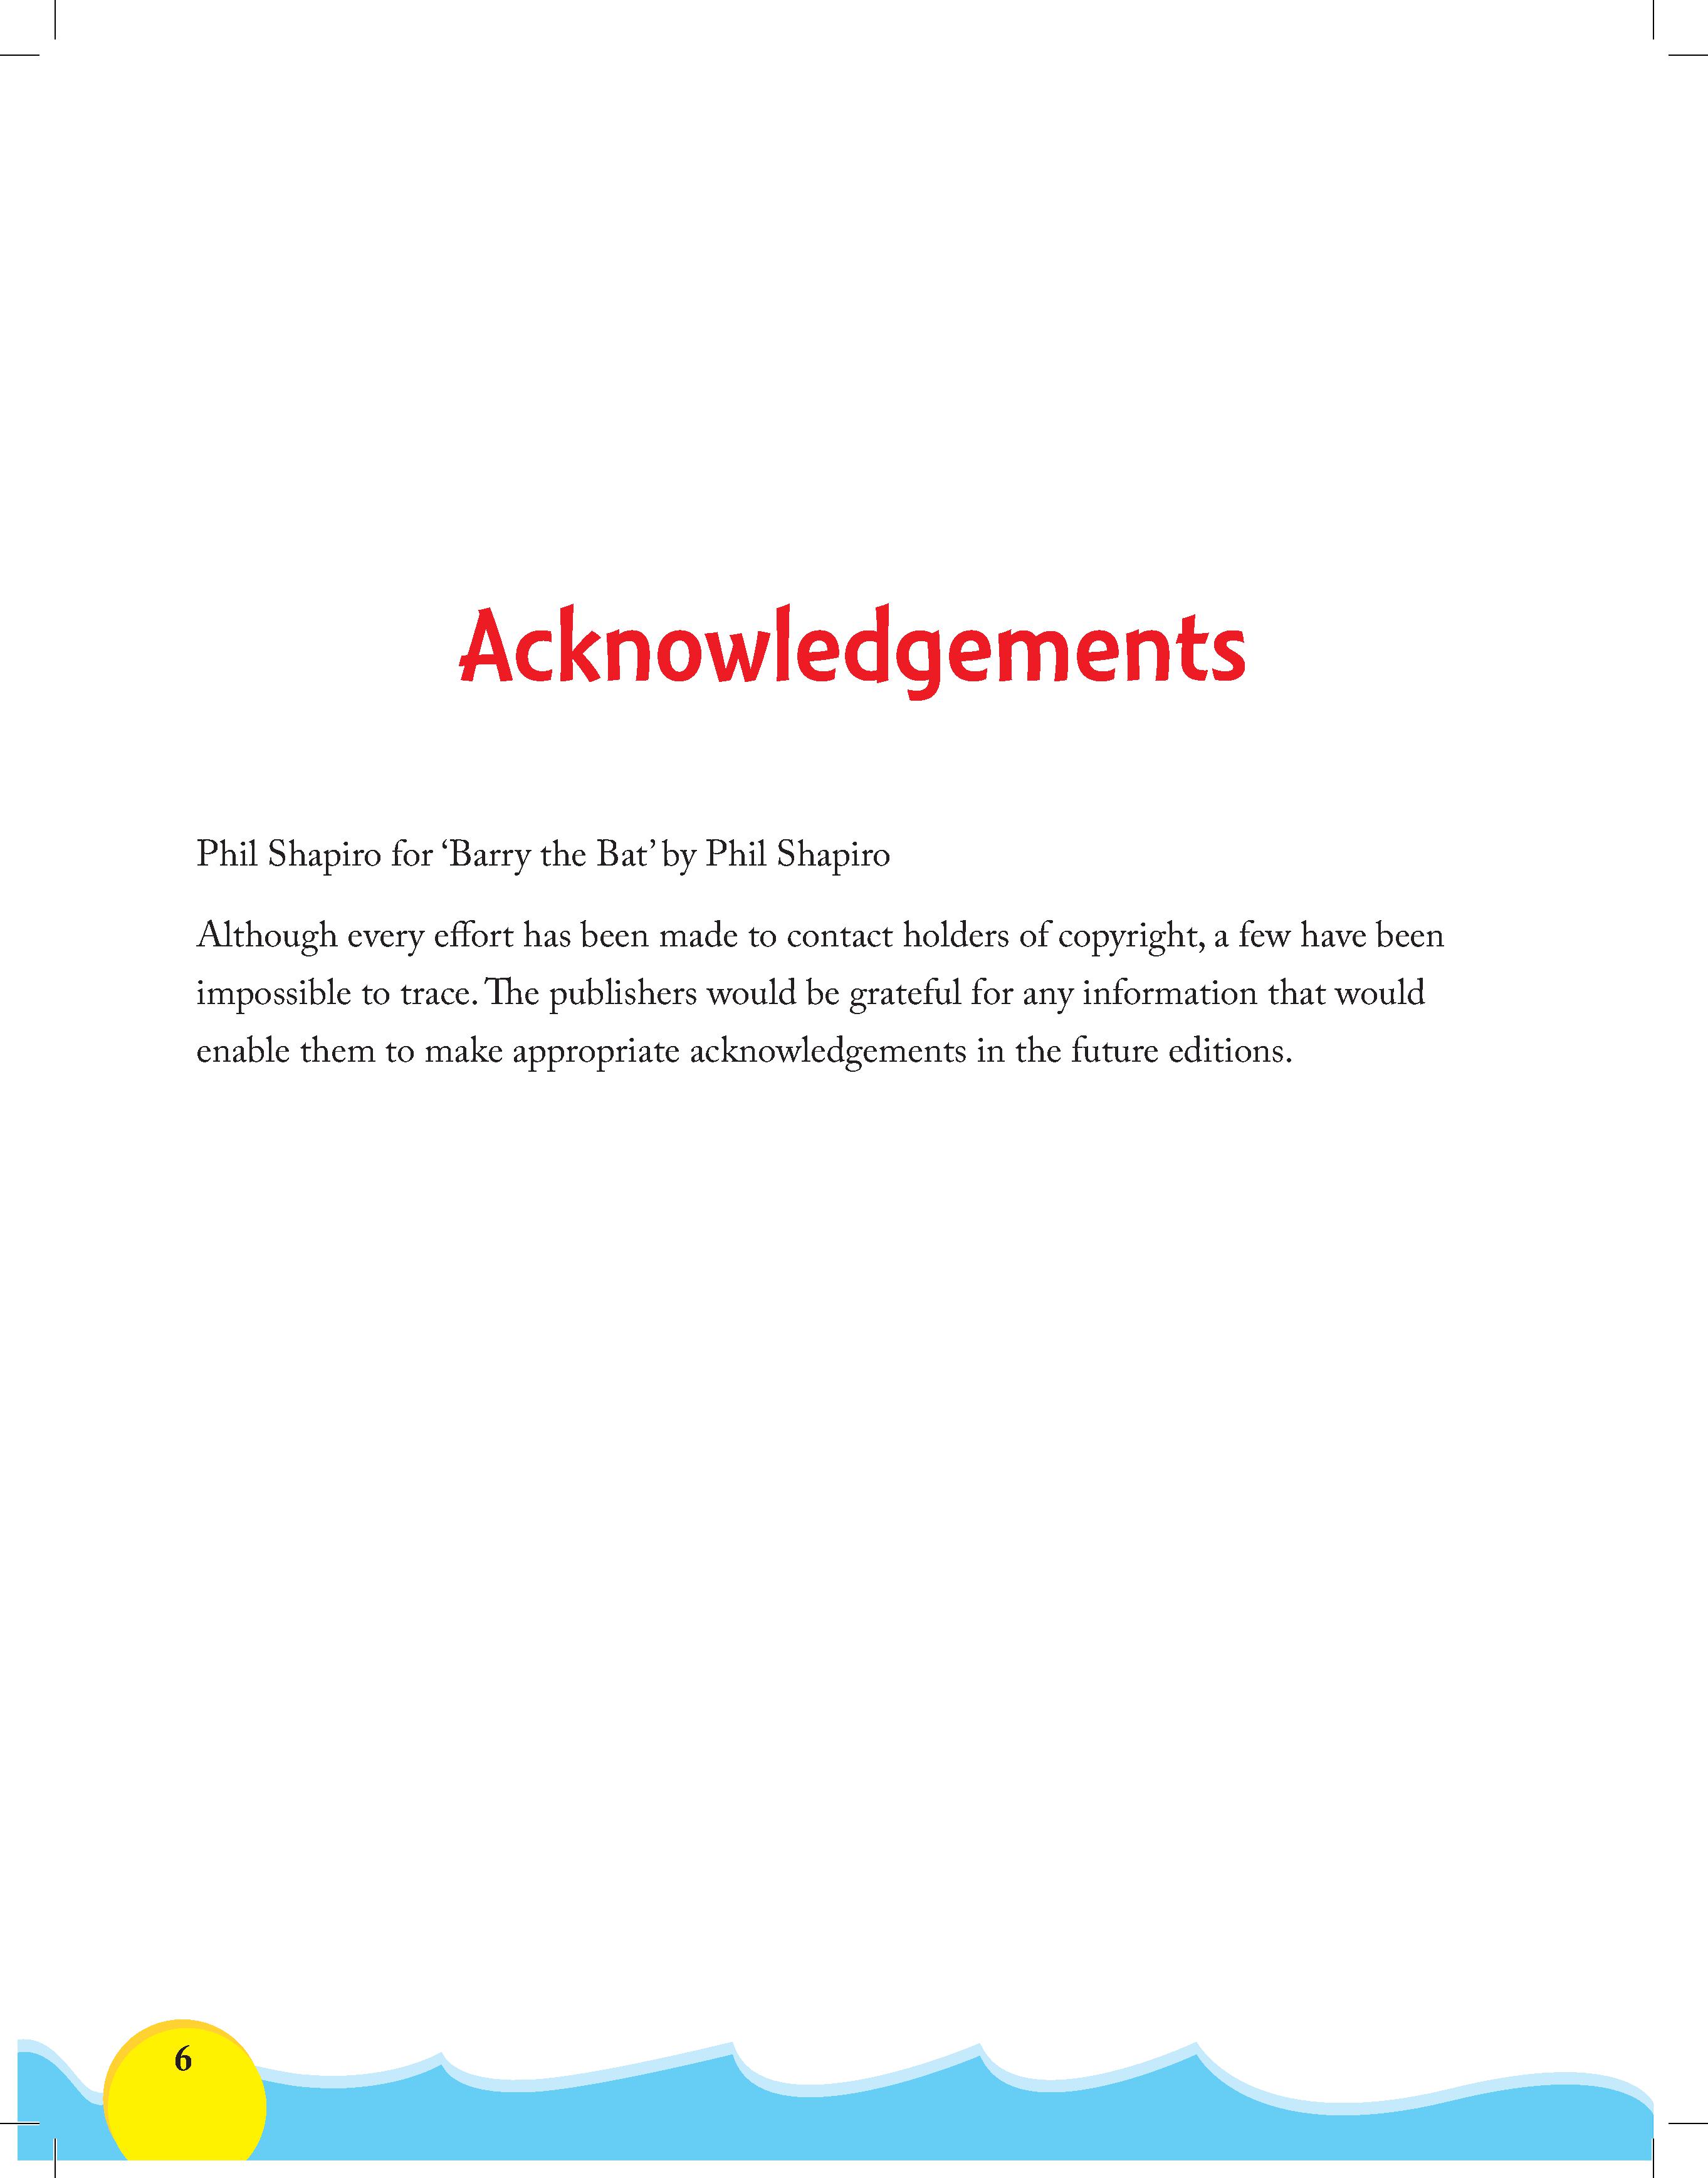 Acknowledgements
Phil Shapiro for ‘Barry the Bat’ by Phil Shapiro
Although every effort has been made to contact holders of copyright, a few have been
impossible to trace. The publishers would be grateful for any information that would
enable them to make appropriate acknowledgements in the future editions.
6